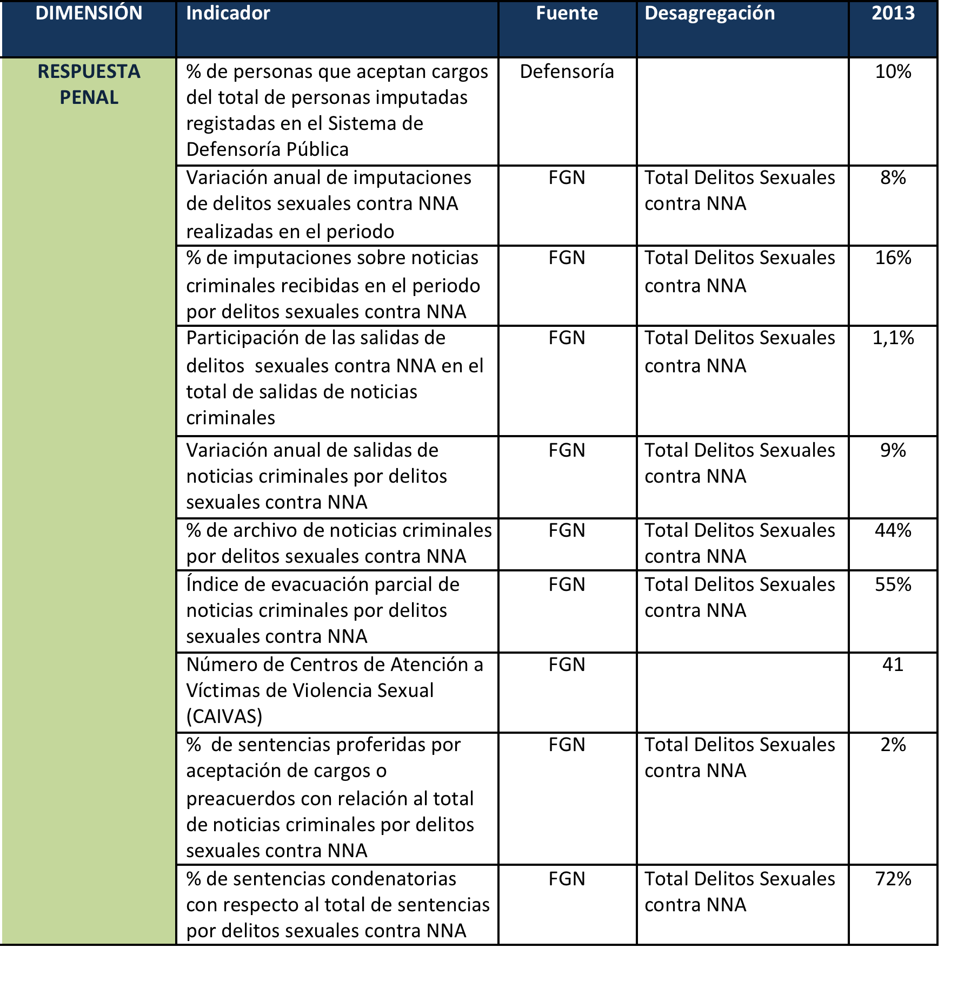 DIMENSIÓN Indicador Fuente Desagregación 2013
RESPUESTA % de personas que aceptan cargos Defensoría 10%
PENAL del total de personas imputadas
registadas en el Sistema de
Defensoría Pública
Variación anual de imputaciones FGN Total Delitos Sexuales 8%
de delitos sexuales contra NNA contra NNA
realizadas en el periodo
% de imputaciones sobre noticias FGN Total Delitos Sexuales 16%
criminales recibidas en el periodo contra NNA
por delitos sexuales contra NNA
Participación de las salidas de FGN Total Delitos Sexuales 1,1%
delitos  sexuales contra NNA en el contra NNA
total de salidas de noticias
criminales
Variación anual de salidas de FGN Total Delitos Sexuales 9%
noticias criminales por delitos contra NNA
sexuales contra NNA
% de archivo de noticias criminales FGN Total Delitos Sexuales 44%
por delitos sexuales contra NNA contra NNA
Índice de evacuación parcial de FGN Total Delitos Sexuales 55%
noticias criminales por delitos contra NNA
sexuales contra NNA
Número de Centros de Atención a FGN 41
Víctimas de Violencia Sexual
(CAIVAS)
%  de sentencias proferidas por FGN Total Delitos Sexuales 2%
aceptación de cargos o contra NNA
preacuerdos con relación al total
de noticias criminales por delitos
sexuales contra NNA
% de sentencias condenatorias FGN Total Delitos Sexuales 72%
con respecto al total de sentencias contra NNA
por delitos sexuales contra NNA